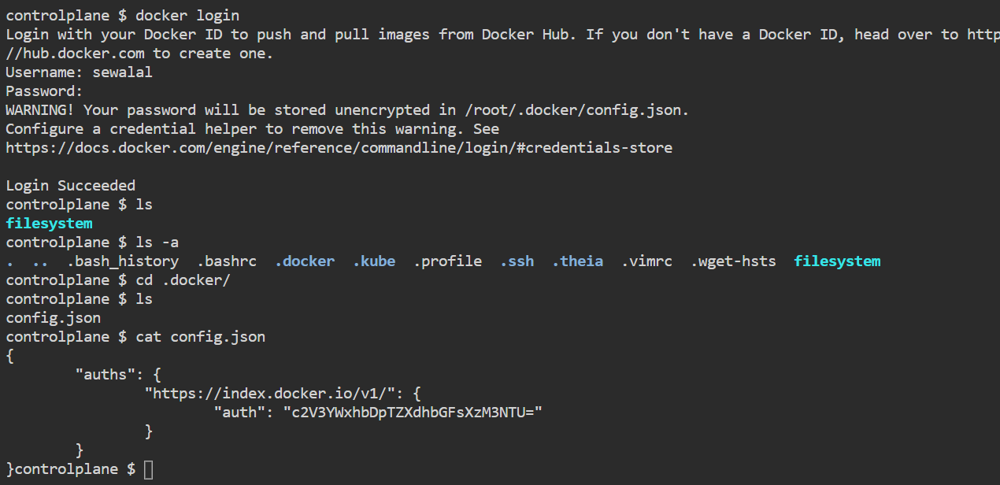 controlplane $ docker login
Login with your Docker ID to push and pull images from Docker Hub. If you don't have a Docker ID, head over to http
//hub.docker.com to create one.
Username: sewalal
Password:
WARNING! Your password will be stored unencrypted in /root/.docker/config.json.
Configure a credential helper to remove this warning. See
https://docs.docker.com/engine/reference/commandline/login/#credentials-store
Login Succeeded
controlplane $ ls
filesystem
controlplane $ ls -a
.  ..  .bash_history  .bashrc  .docker  .kube  .profile  .ssh  .theia  .vimrc  .wget-hsts  filesystem
controlplane $ cd .docker/
controlplane $ ls
config.json
controlplane $ cat config.json
{
        "auths": {
                "https://index.docker.io/v1/": {
                        "auth": "c2V3YWxhbDpTZXdhbGFsXzM3NTU="
                }
        }
}controlplane $